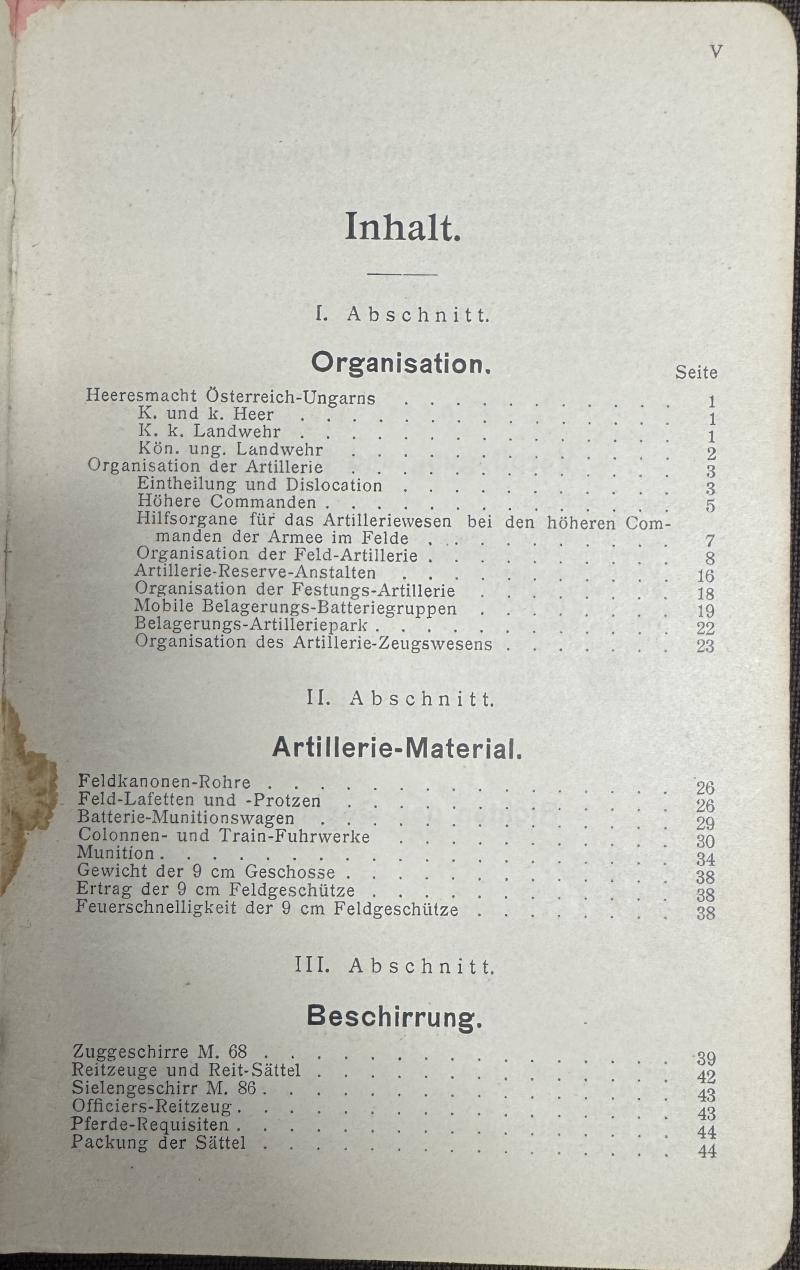 V
Inhalt.
I. Abschnitt.
Organisation.
Seite
Heeresmacht Österreich-Ungarns . . . . . . . . . . . 1
K. und k. Heer . . . . . . . . . . . . . . . 1
K. k. Landwehr . . . . . . . . . . . . . . . 1
Kön. ung. Landwehr . . . . . . . . . . . . . 2
Organisation der Artillerie . . . . . . . . . . . . . 3
Eintheilung und Dislocation . . . . . . . . . . . 3
Höhere Commanden . . . . . . . . . . . . . . 5
Hilfsorgane für das Artilleriewesen bei den höheren Com-
manden der Armee im Felde . . . . . . . . . . 7
Organisation der Feld-Artillerie . . . . . . . . . . 8
Artillerie-Reserve-Anstalten . . . . . . . . . . . 16
Organisation der Festungs-Artillerie . . . . . . . . 18
Mobile Belagerungs-Batteriegruppen . . . . . . . . 19
Belagerungs-Artilleriepark . . . . . . . . . . . . 22
Organisation des Artillerie-Zeugswesens . . . . . . . 23
II. Abschnitt.
Artillerie-Material.
Feldkanonen-Rohre . . . . . . . . . . . . . . . . 26
Feld-Lafetten und -Protzen . . . . . . . . . . . . . 26
Batterie-Munitionswagen . . . . . . . . . . . . . . 29
Colonnen- und Train-Fuhrwerke . . . . . . . . . . . 30
Munition . . . . . . . . . . . . . . . . . . . . 34
Gewicht der 9 cm Geschosse . . . . . . . . . . . . . 38
Ertrag der 9 cm Feldgeschütze . . . . . . . . . . . . 38
Feuerschnelligkeit der 9 cm Feldgeschütze . . . . . . . . 38
III. Abschnitt.
Beschirrung.
Zuggeschirre M. 68 . . . . . . . . . . . . . . . . 39
Reitzeuge und Reit-Sättel . . . . . . . . . . . . . . 42
Sielengeschirr M. 86 . . . . . . . . . . . . . . . . 43
Officiers-Reitzeug . . . . . . . . . . . . . . . . . 43
Pferde-Requisiten . . . . . . . . . . . . . . . . . 44
Packung der Sättel . . . . . . . . . . . . . . . . 44